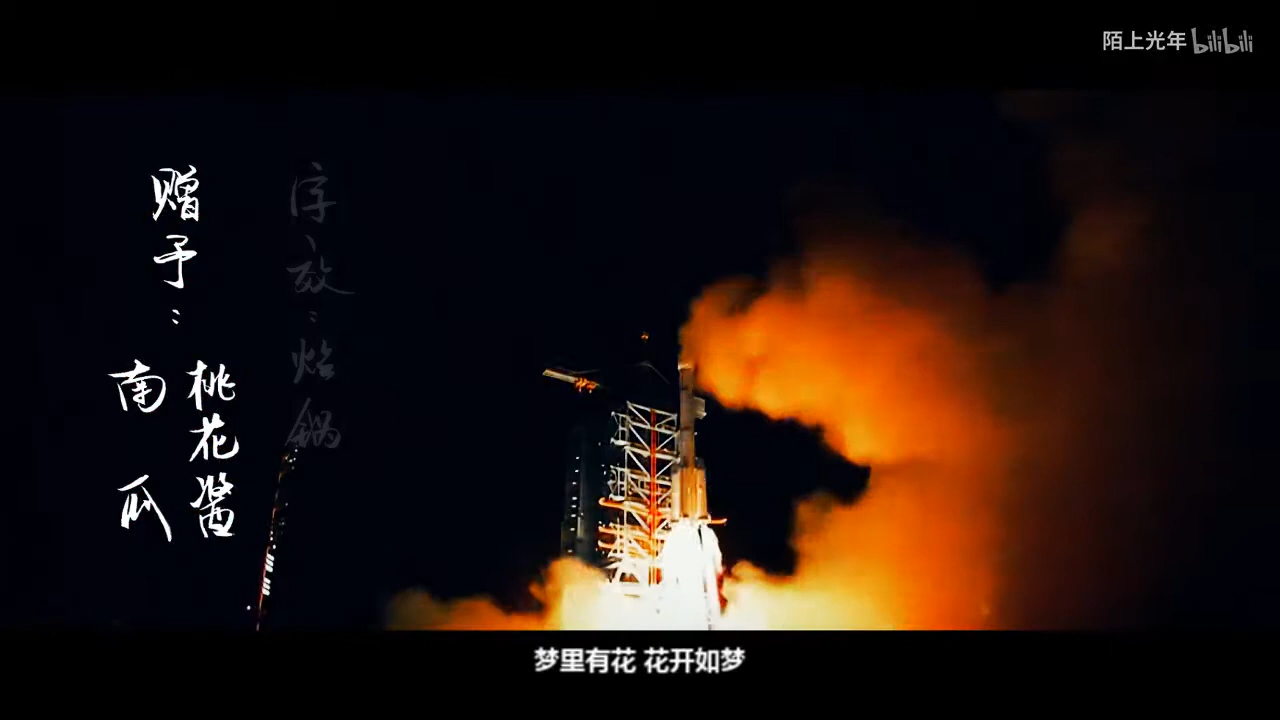 陌上光年 bilibili
字放：焰锅
赠予：
桃花酱
南瓜
梦里有花 花开如梦